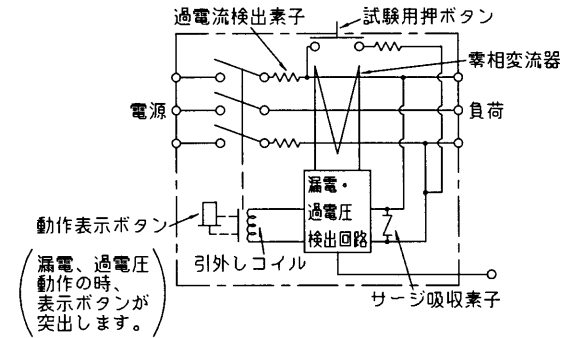 過電流検出素子
試験用押ボタン
零相変流器
電源
負荷
漏電・
過電圧
検出回路
動作表示ボタン
引外しコイル
サージ吸収素子
(漏電、過電圧
動作の時、
表示ボタンが
突出します。)